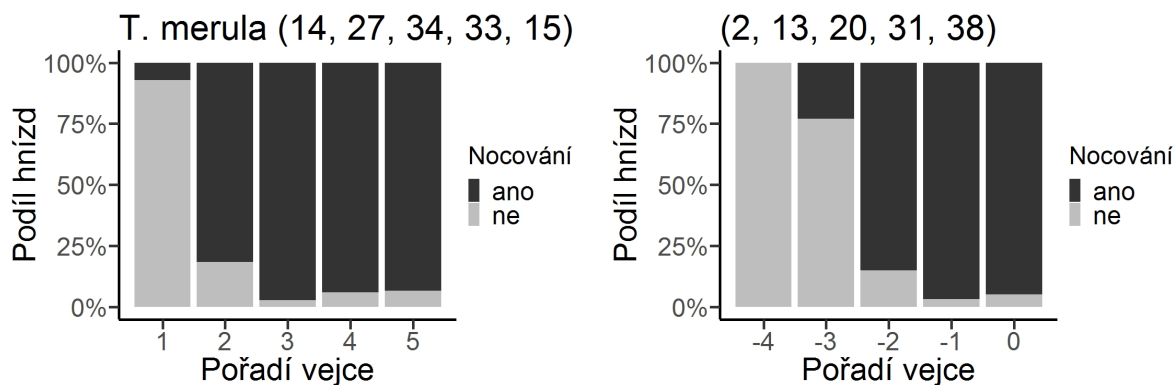 T. merula (14, 27, 34, 33, 15)
100%
75%
50%
25%
0%
Podíl hnízd
1 2 3 4 5
Pořadí vejce
Nocování
ano
ne
(2, 13, 20, 31, 38)
100%
75%
50%
25%
0%
Podíl hnízd
-4 -3 -2 -1 0
Pořadí vejce
Nocování
ano
ne